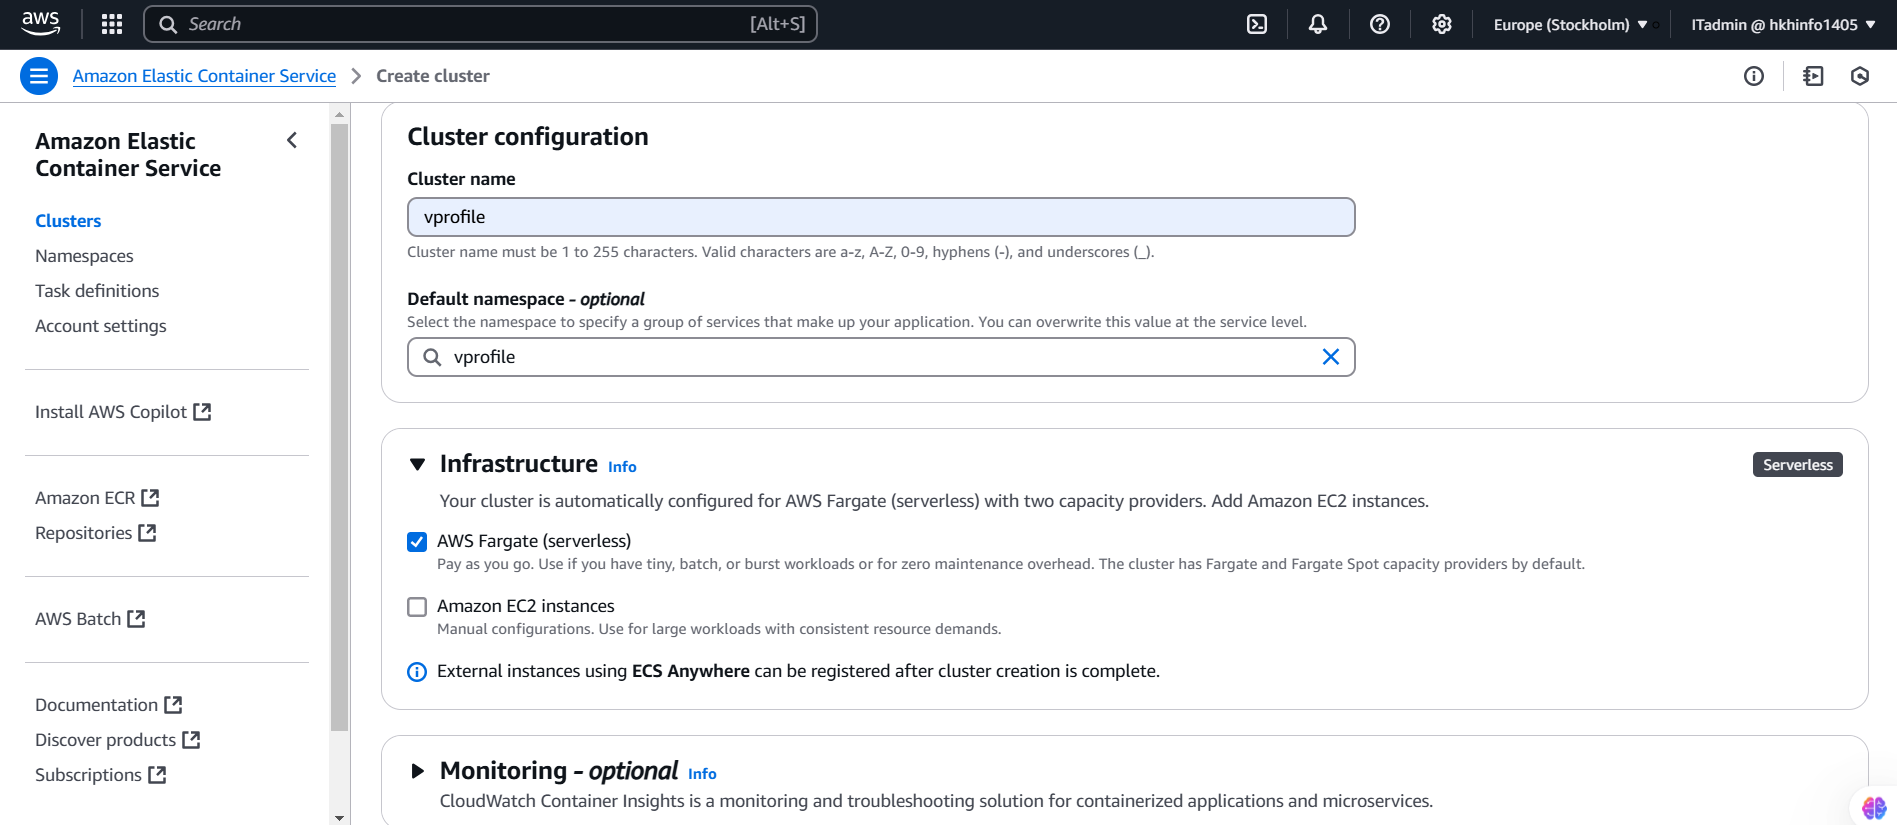 aws
Search
[Alt+S]
Europe (Stockholm)
ITadmin @ hkhinfo1405
Amazon Elastic Container Service
Create cluster
Amazon Elastic
Container Service
Clusters
Namespaces
Task definitions
Account settings
Install AWS Copilot
Amazon ECR
Repositories
AWS Batch
Documentation
Discover products
Subscriptions
Cluster configuration
Cluster name
vprofile
Cluster name must be 1 to 255 characters. Valid characters are a-z, A-Z, 0-9, hyphens (-), and underscores (_).
Default namespace - optional
Select the namespace to specify a group of services that make up your application. You can overwrite this value at the service level.
vprofile
Infrastructure Info
Serverless
Your cluster is automatically configured for AWS Fargate (serverless) with two capacity providers. Add Amazon EC2 instances.
AWS Fargate (serverless)
Pay as you go. Use if you have tiny, batch, or burst workloads or for zero maintenance overhead. The cluster has Fargate and Fargate Spot capacity providers by default.
Amazon EC2 instances
Manual configurations. Use for large workloads with consistent resource demands.
External instances using ECS Anywhere can be registered after cluster creation is complete.
Monitoring - optional Info
CloudWatch Container Insights is a monitoring and troubleshooting solution for containerized applications and microservices.